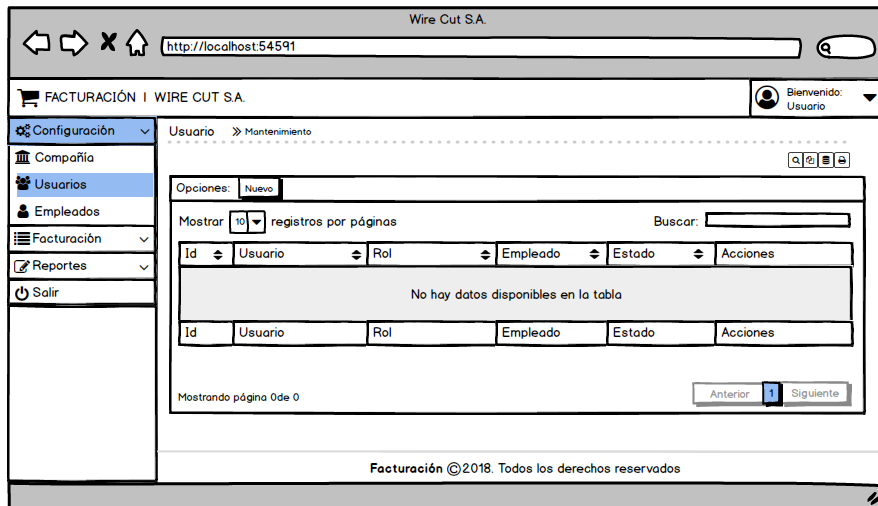 Wire Cut S.A.
http://localhost:54591
FACTURACIÓN I WIRE CUT S.A.
Bienvenido:
Usuario
Configuración
Compañía
Usuarios
Empleados
Facturación
Reportes
Salir
Usuario Mantenimiento
Opciones: Nuevo
Mostrar 10 registros por páginas Buscar:
Id Usuario Rol Empleado Estado Acciones
No hay datos disponibles en la tabla
Id Usuario Rol Empleado Estado Acciones
Mostrando página 0de 0 Anterior 1 Siguiente
Facturación ©2018. Todos los derechos reservados